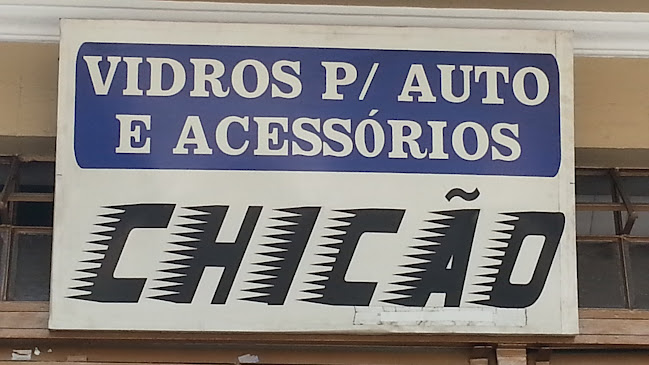 VIDROS P/ AUTO
E ACESSÓRIOS
CHICÃO